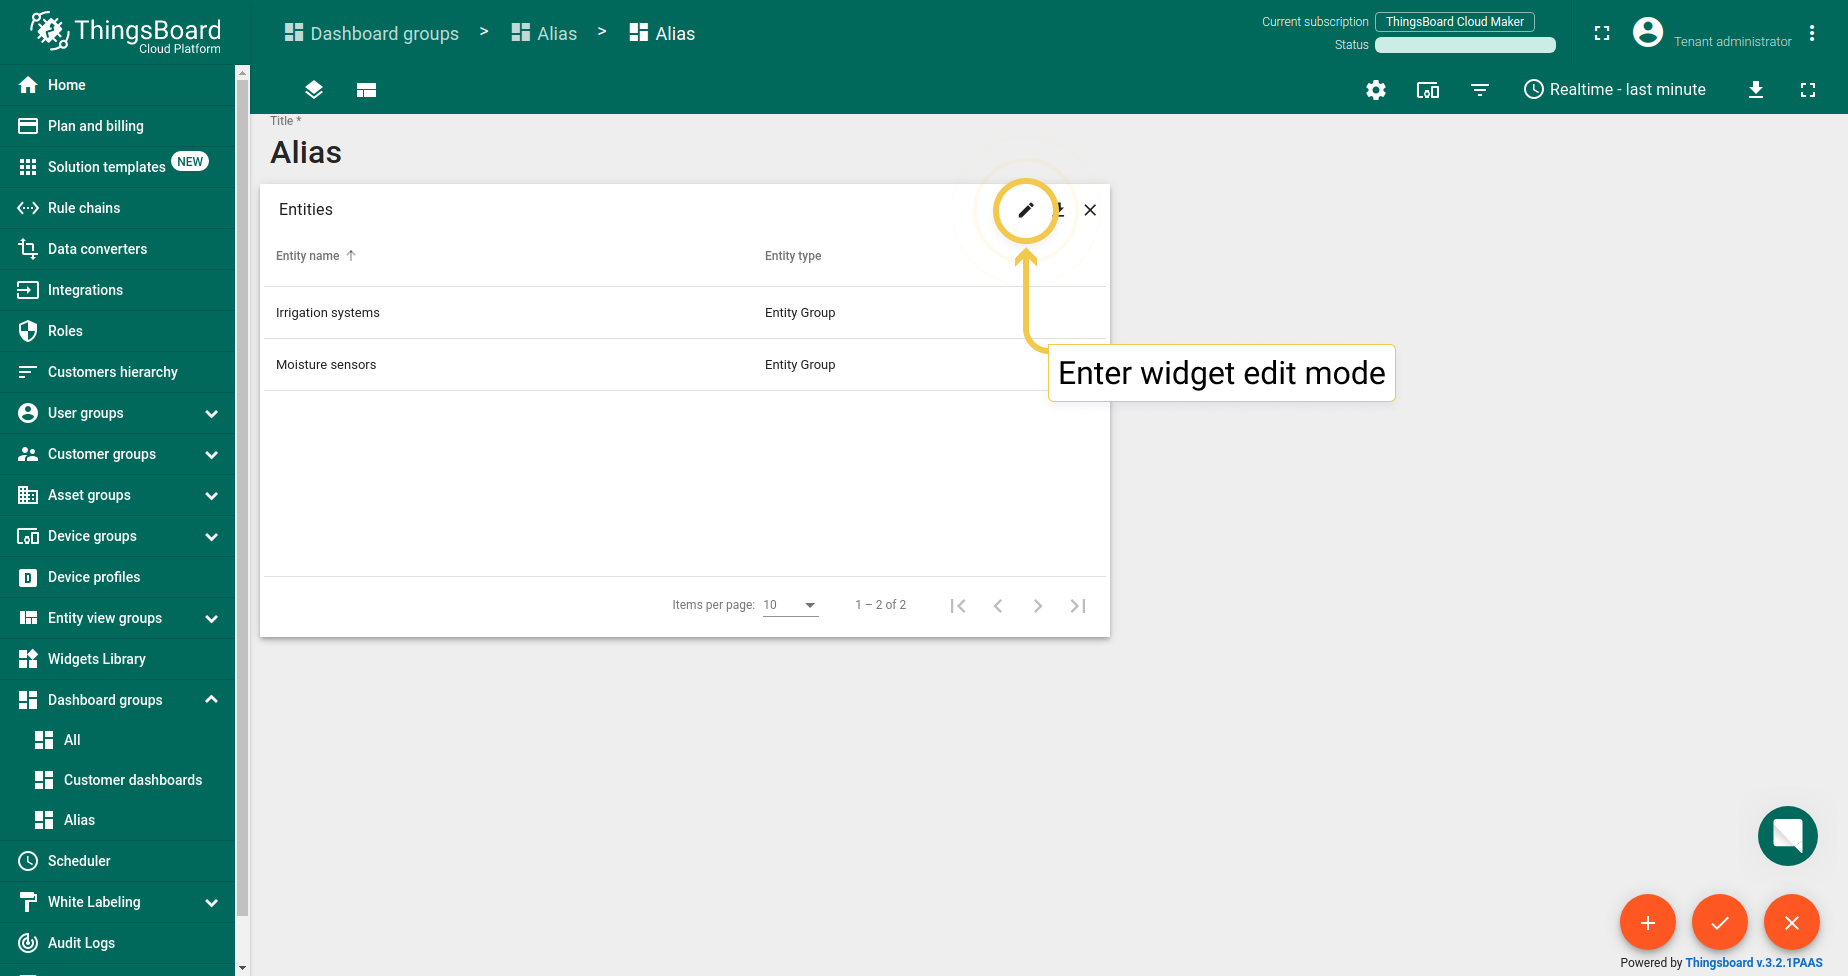 ThingsBoard
Cloud Platform
Dashboard groups > Alias > Alias
Current subscription ThingsBoard Cloud Maker
Status
Tenant administrator
Realtime - last minute
Home
Plan and billing
Solution templates NEW
Rule chains
Data converters
Integrations
Roles
Customers hierarchy
User groups
Customer groups
Asset groups
Device groups
Device profiles
Entity view groups
Widgets Library
Dashboard groups
All
Customer dashboards
Alias
Scheduler
White Labeling
Audit Logs
Title *
Alias
Entities
Entity name Entity type
Irrigation systems Entity Group
Moisture sensors Entity Group
Enter widget edit mode
Items per page: 10 1 – 2 of 2
Powered by Thingsboard v.3.2.1PAAS